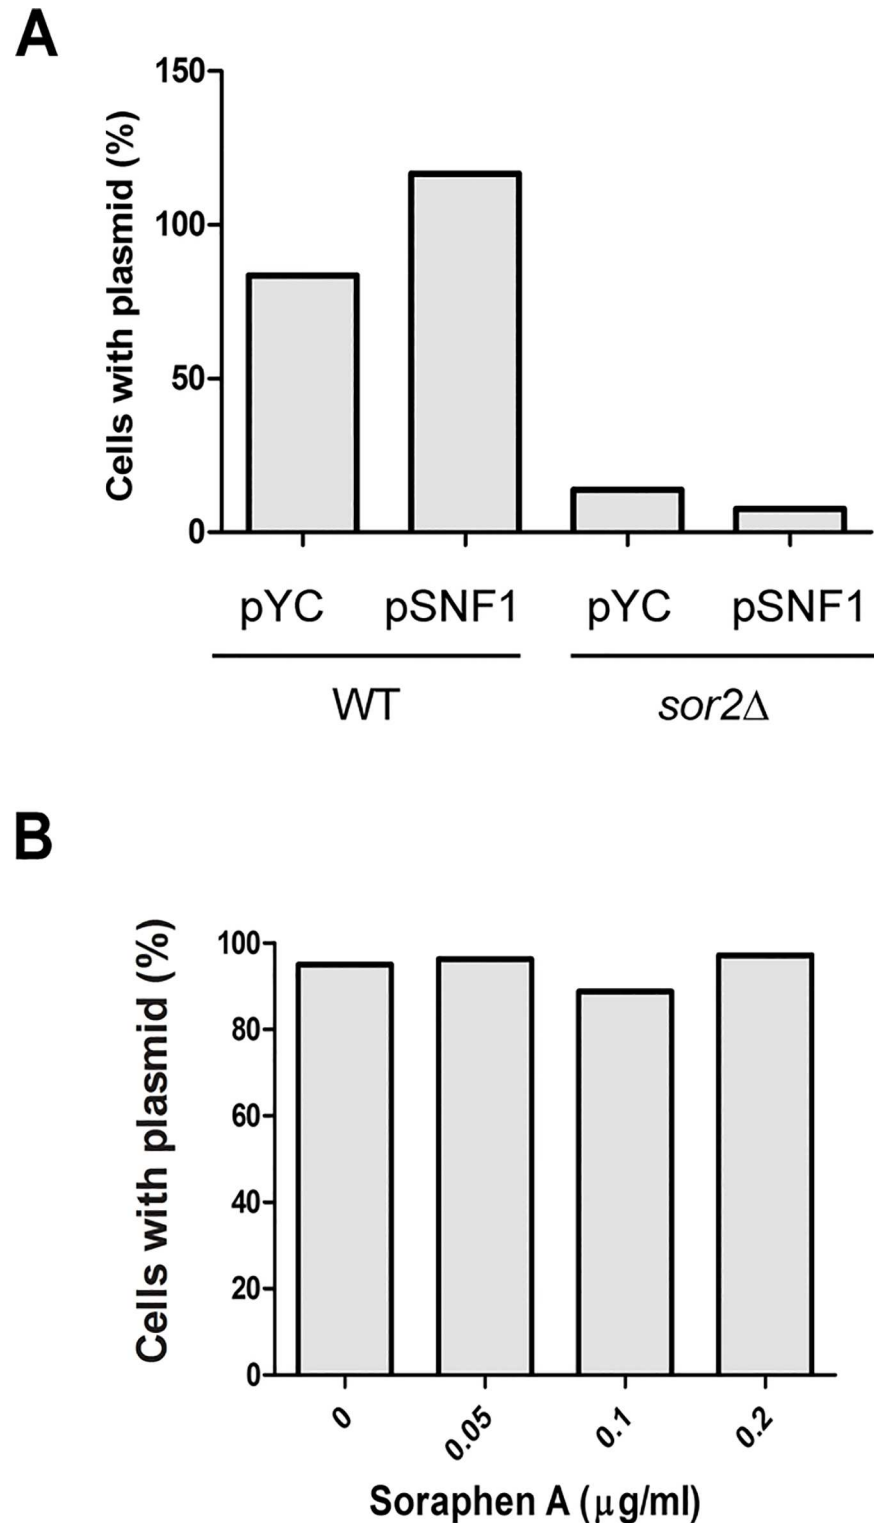 A
Cells with plasmid (%)
150
100
50
0
pYC pSNF1 pYC pSNF1
WT sor2Δ
B
Cells with plasmid (%)
100
80
60
40
20
0
0 0.05 0.1 0.2
Soraphen A (μg/ml)